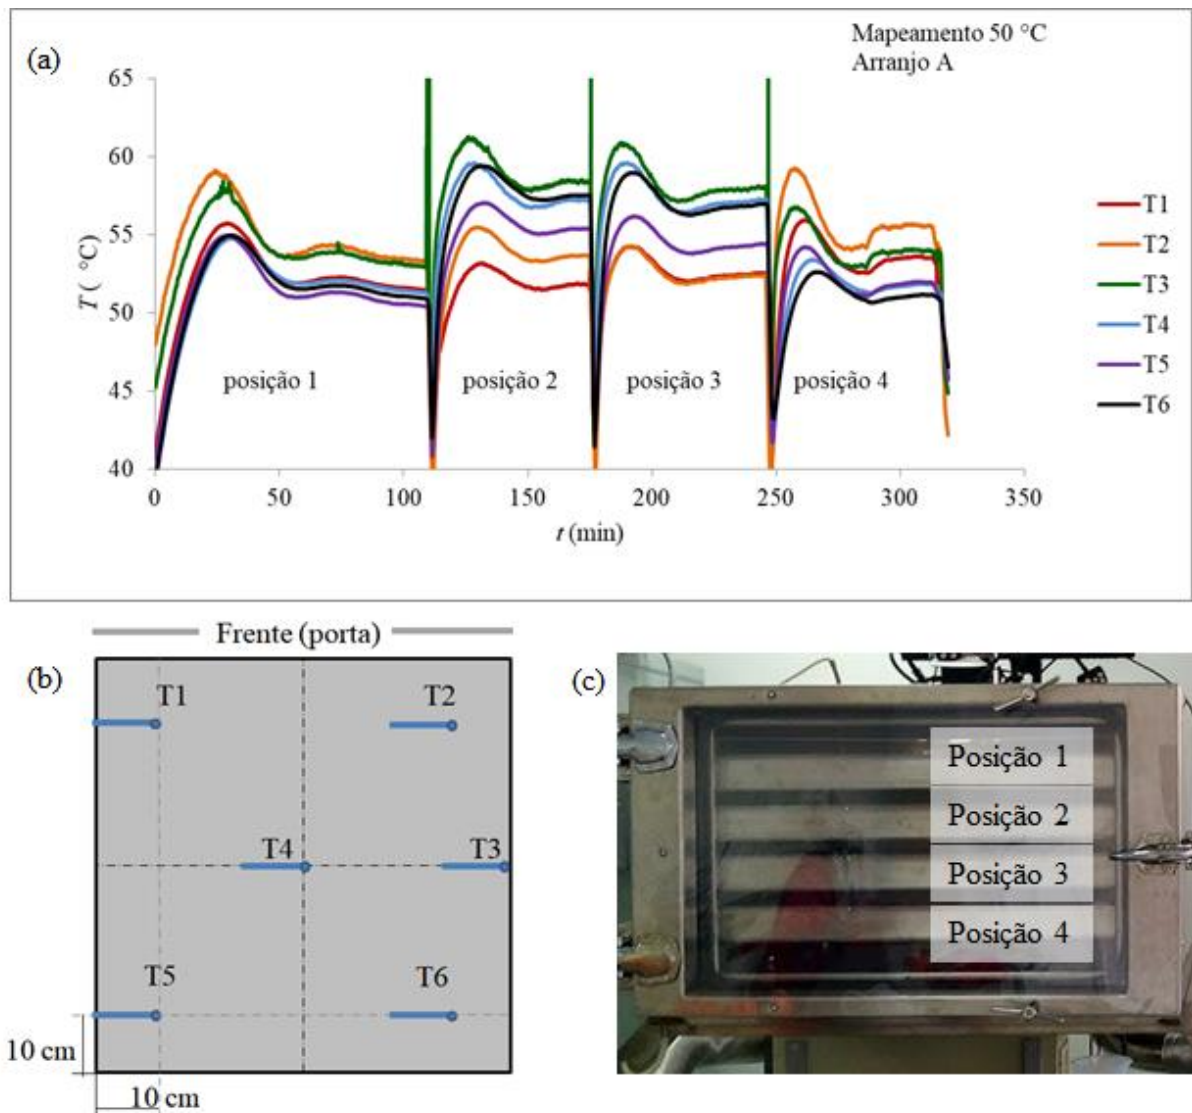 Mapeamento 50 °C
Arranjo A
(a)
65
60
55
50
45
40
T ( °C)
posição 1
posição 2
posição 3
posição 4
0
50
100
150
200
250
300
350
t (min)
T1
T2
T3
T4
T5
T6
Frente (porta)
(b)
T1
T2
T4
T3
T5
T6
10 cm
10 cm
(c)
Posição 1
Posição 2
Posição 3
Posição 4